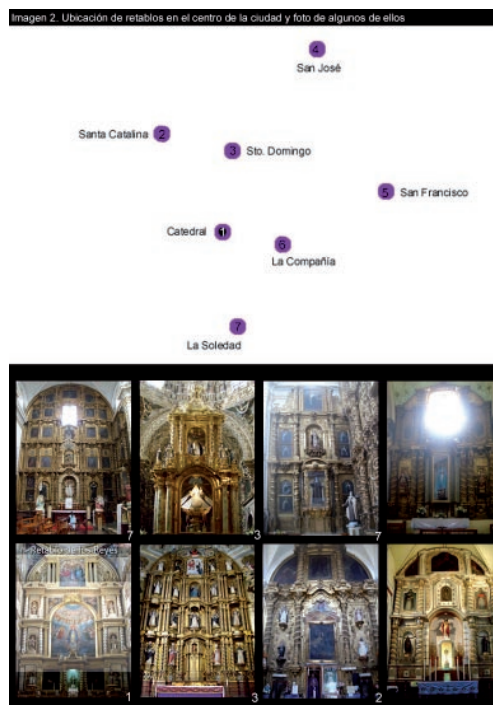 Imagen 2. Ubicación de retablos en el centro de la ciudad y foto de algunos de ellos
4
San José
Santa Catalina 2
3 Sto. Domingo
5 San Francisco
Catedral 1
6
La Compañía
7
La Soledad
7
3
7
Retablo de los Reyes
1
3
2